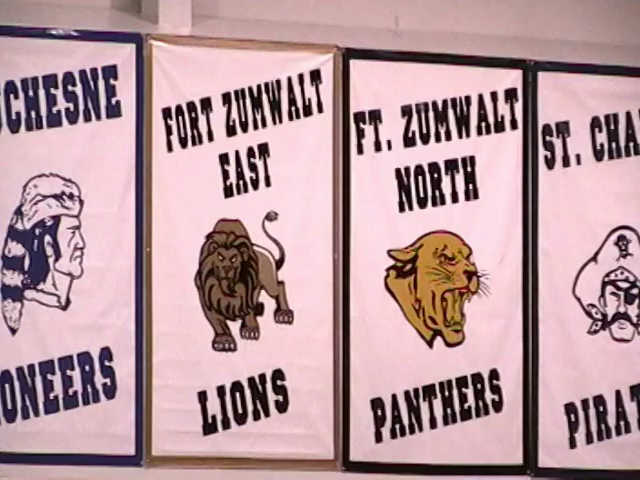 UCHESNE
IONEERS
FORT ZUMWALT
EAST
LIONS
FT. ZUMWALT
NORTH
PANTHERS
ST. CHA
PIRAT